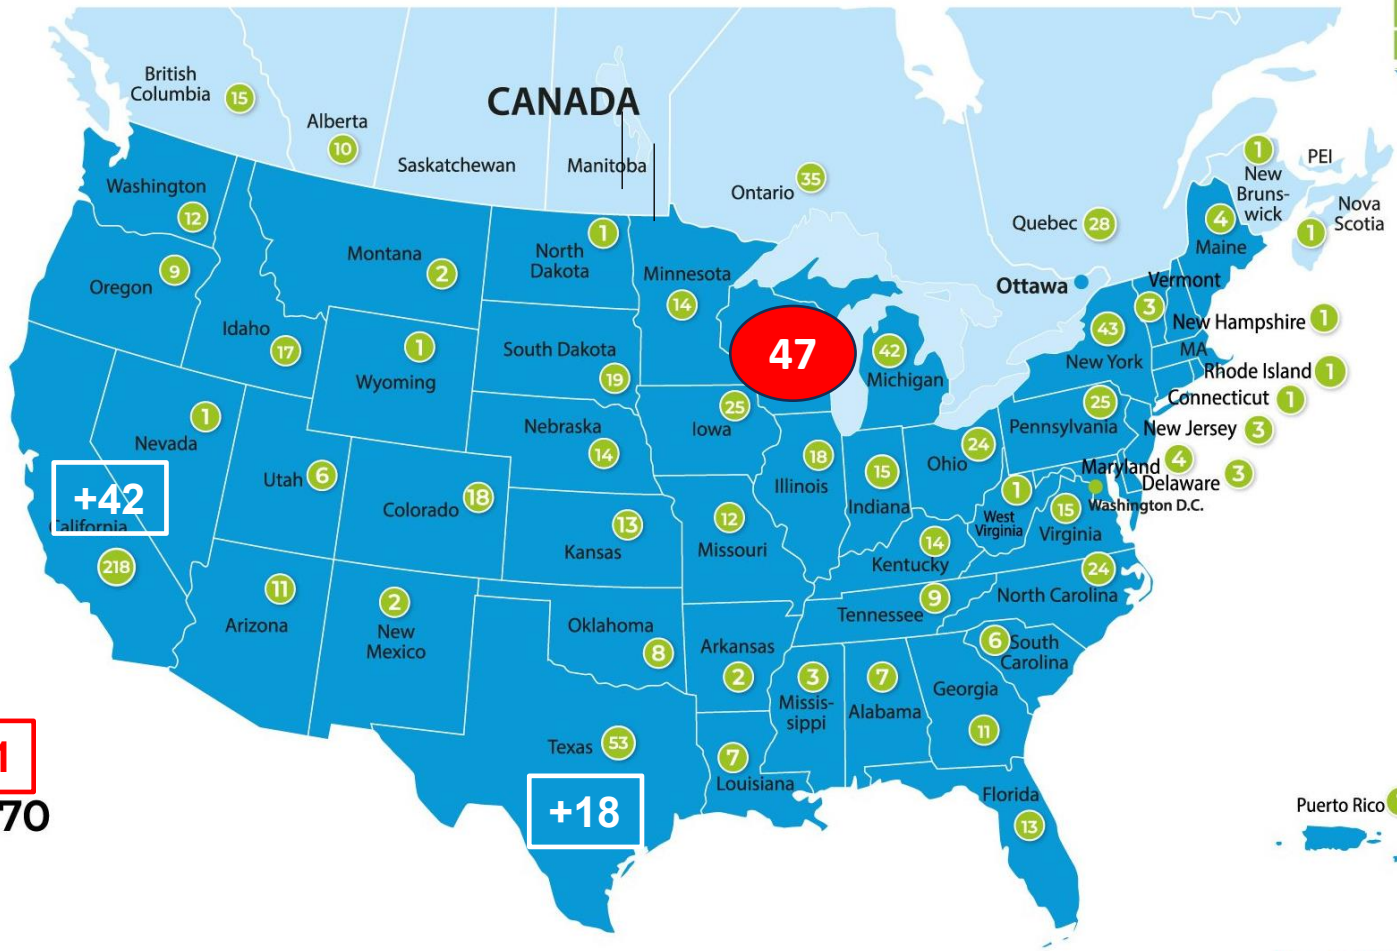 British
Columbia
15
Alberta
10
CANADA
Saskatchewan
Manitoba
Ontario
35
Quebec
28
1
New
Bruns-
wick
PEI
Nova
Scotia
1
Washington
12
Oregon
9
Idaho
17
Montana
2
North
Dakota
1
Minnesota
14
47
42
Michigan
Ottawa
4
Maine
Vermont
3
New Hampshire
1
43
New York
MA
Rhode Island
1
Connecticut
1
1
Wyoming
South Dakota
19
Nebraska
14
25
Iowa
18
Illinois
15
Indiana
24
Ohio
25
Pennsylvania
New Jersey
3
Maryland
4
Delaware
3
Washington D.C.
1
West
Virginia
15
Virginia
1
Nevada
Utah
6
Colorado
18
13
Kansas
12
Missouri
14
Kentucky
+42
California
218
11
Arizona
2
New
Mexico
Oklahoma
8
Arkansas
2
Tennessee
9
24
North Carolina
6
South
Carolina
3
Missis-
sippi
7
Alabama
Georgia
11
Texas
53
+18
7
Louisiana
Florida
13
70
Puerto Rico